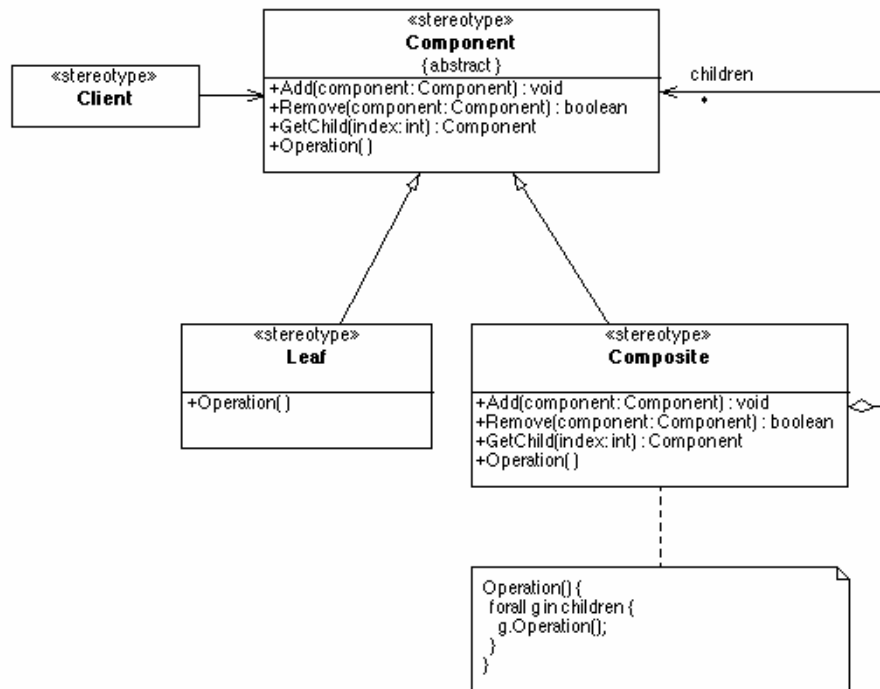 «stereotype»
Component
{abstract}
+Add(component: Component) : void
+Remove(component: Component) : boolean
+GetChild(index: int) : Component
+Operation( )
«stereotype»
Client
children
*
«stereotype»
Leaf
+Operation( )
«stereotype»
Composite
+Add(component: Component) : void
+Remove(component: Component) : boolean
+GetChild(index: int) : Component
+Operation( )
Operation() {
forall g in children {
g.Operation();
}
}